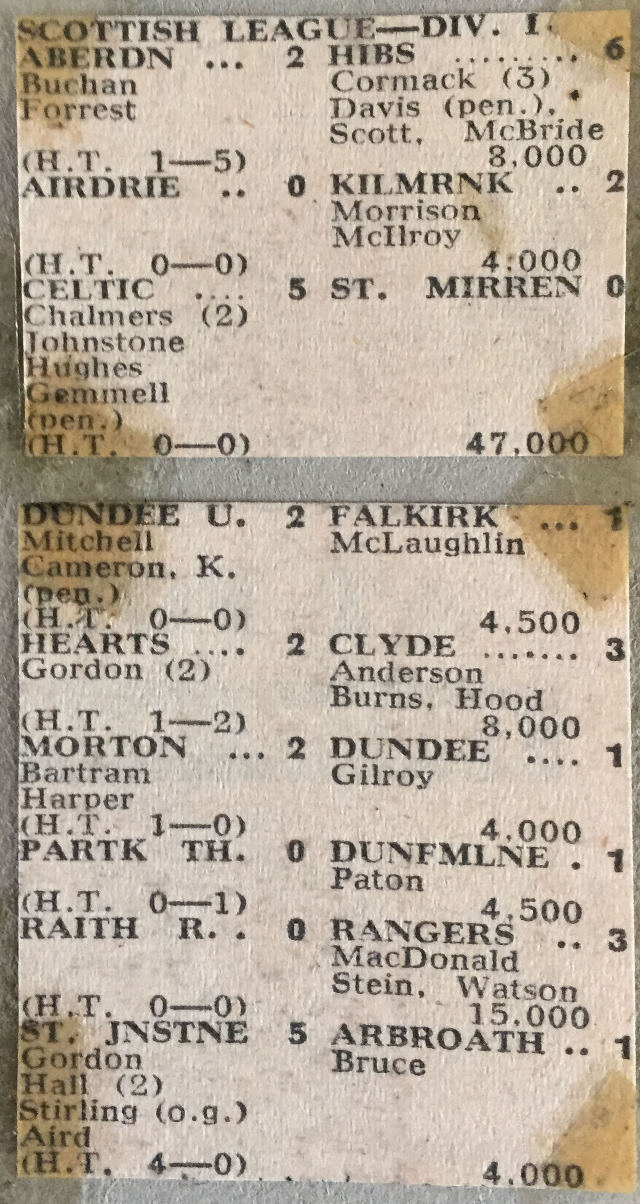 SCOTTISH LEAGUE—DIV. I.
ABERDN ... 2 HIBS ......... 6
Buchan Cormack (3)
Forrest Davis (pen.),
Scott, McBride
(H.T. 1—5) 8,000
AIRDRIE .. 0 KILMRNK .. 2
Morrison
McIlroy
(H.T. 0—0) 4,000
CELTIC .... 5 ST. MIRREN 0
Chalmers (2)
Johnstone
Hughes
Gemmell
(pen.)
(H.T. 0—0) 47,000
DUNDEE U. 2 FALKIRK ... 1
Mitchell McLaughlin
Cameron, K.
(pen.)
(H.T. 0—0) 4,500
HEARTS .... 2 CLYDE ....... 3
Gordon (2) Anderson
Burns, Hood
(H.T. 1—2) 8,000
MORTON ... 2 DUNDEE .... 1
Bartram Gilroy
Harper
(H.T. 1—0) 4,000
PARTK TH. 0 DUNFMLNE . 1
Paton
(H.T. 0—1) 4,500
RAITH R. . 0 RANGERS .. 3
MacDonald
Stein, Watson
(H.T. 0—0) 15,000
ST. JNSTNE 5 ARBROATH .. 1
Gordon Bruce
Hall (2)
Stirling (o.g.)
Aird
(H.T. 4—0) 4,000